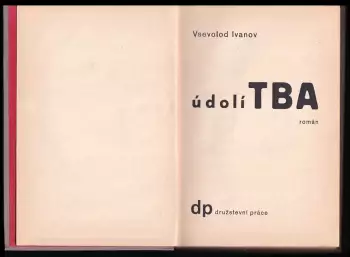 Vsevolod Ivanov
údolí TBA
román
dp družstevní práce